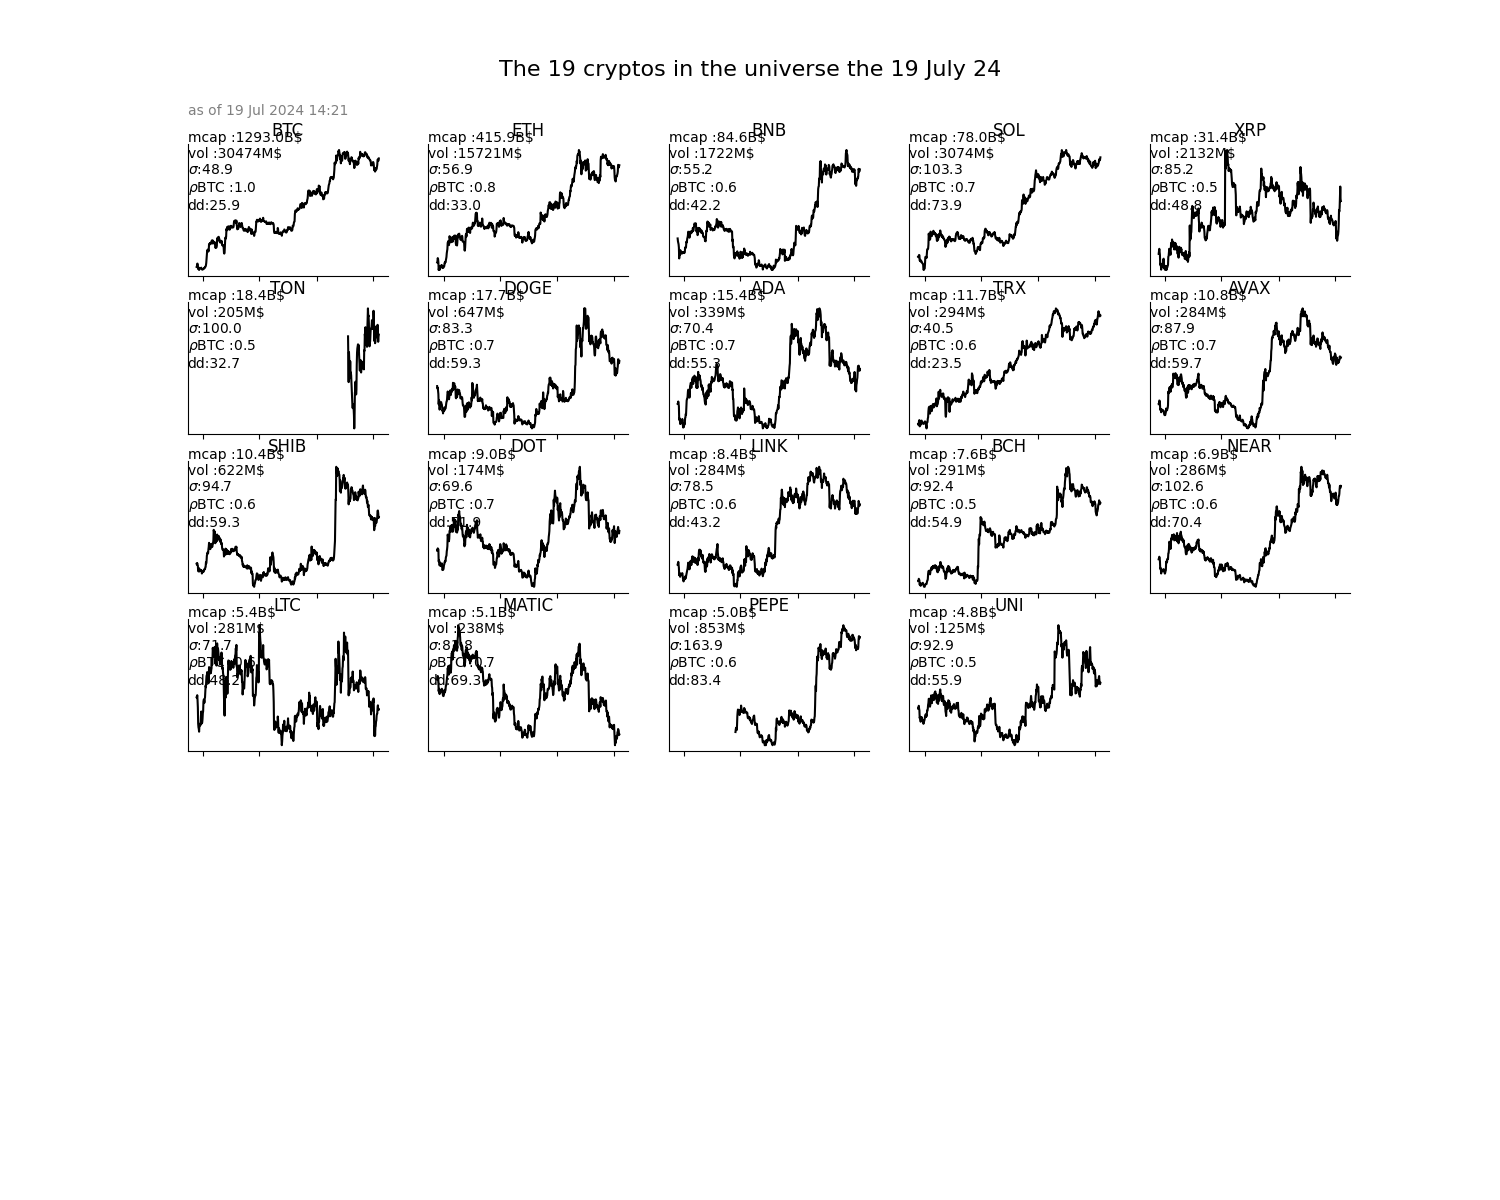 The 19 cryptos in the universe the 19 July 24
as of 19 Jul 2024 14:21
BTC
mcap :1293.0B$
vol :30474M$
σ:48.9
ρBTC :1.0
dd:25.9
ETH
mcap :415.9B$
vol :15721M$
σ:56.9
ρBTC :0.8
dd:33.0
BNB
mcap :84.6B$
vol :1722M$
σ:55.2
ρBTC :0.6
dd:42.2
SOL
mcap :78.0B$
vol :3074M$
σ:103.3
ρBTC :0.7
dd:73.9
XRP
mcap :31.4B$
vol :2132M$
σ:85.2
ρBTC :0.5
dd:48.8
TON
mcap :18.4B$
vol :205M$
σ:100.0
ρBTC :0.5
dd:32.7
DOGE
mcap :17.7B$
vol :647M$
σ:83.3
ρBTC :0.7
dd:59.3
ADA
mcap :15.4B$
vol :339M$
σ:70.4
ρBTC :0.7
dd:55.3
TRX
mcap :11.7B$
vol :294M$
σ:40.5
ρBTC :0.6
dd:23.5
AVAX
mcap :10.8B$
vol :284M$
σ:87.9
ρBTC :0.7
dd:59.7
SHIB
mcap :10.4B$
vol :622M$
σ:94.7
ρBTC :0.6
dd:59.3
DOT
mcap :9.0B$
vol :174M$
σ:69.6
ρBTC :0.7
dd:51.9
LINK
mcap :8.4B$
vol :284M$
σ:78.5
ρBTC :0.6
dd:43.2
BCH
mcap :7.6B$
vol :291M$
σ:92.4
ρBTC :0.5
dd:54.9
NEAR
mcap :6.9B$
vol :286M$
σ:102.6
ρBTC :0.6
dd:70.4
LTC
mcap :5.4B$
vol :281M$
σ:71.7
ρBTC :0.6
dd:48.2
MATIC
mcap :5.1B$
vol :238M$
σ:81.8
ρBTC :0.7
dd:69.3
PEPE
mcap :5.0B$
vol :853M$
σ:163.9
ρBTC :0.6
dd:83.4
UNI
mcap :4.8B$
vol :125M$
σ:92.9
ρBTC :0.5
dd:55.9